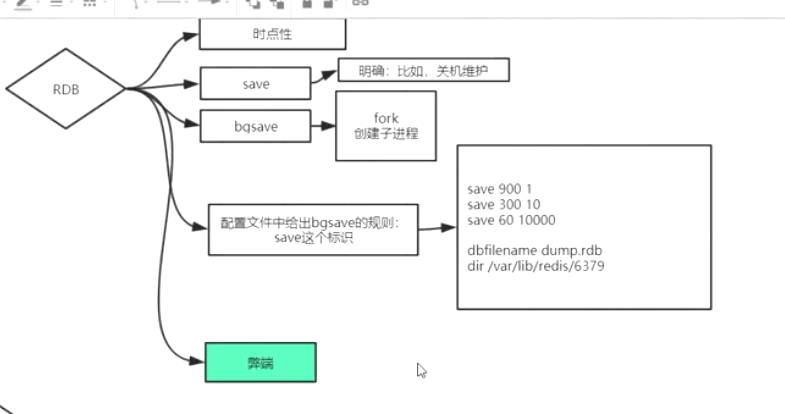 时点性
RDB
save
明确：比如，关机维护
bgsave
fork
创建子进程
配置文件中给出bgsave的规则：
save这个标识
save 900 1
save 300 10
save 60 10000
dbfilename dump.rdb
dir /var/lib/redis/6379
弊端